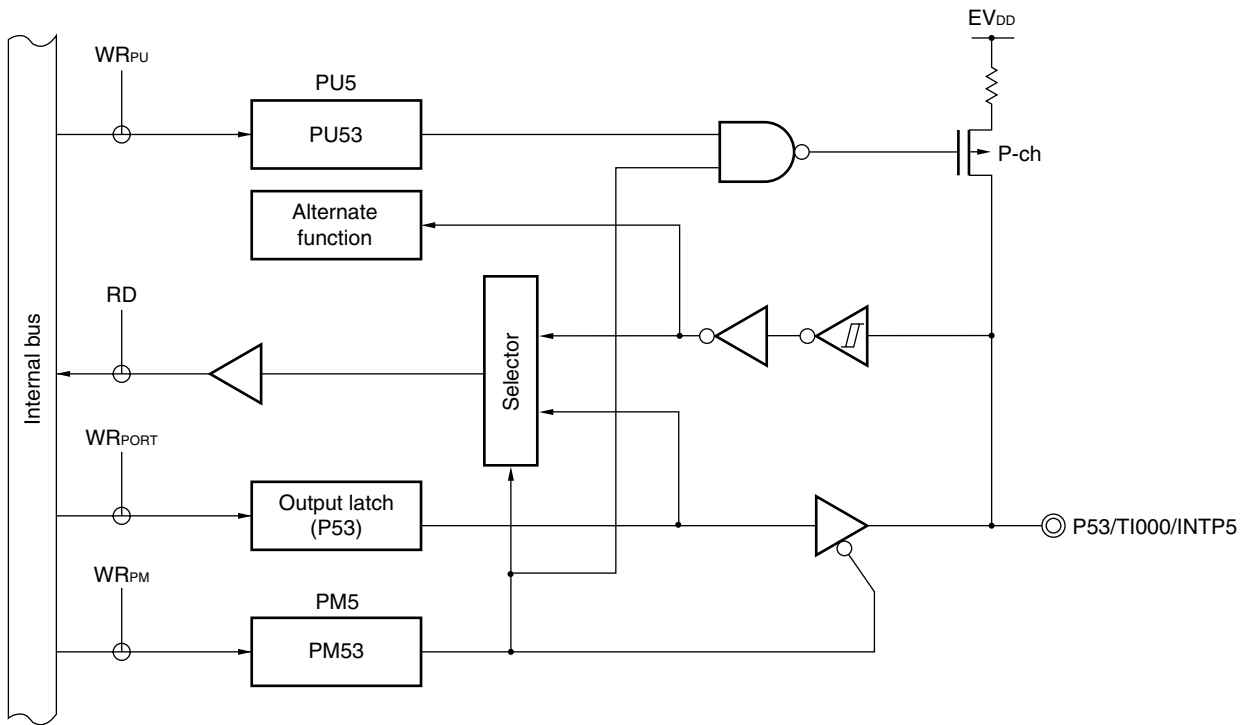 EVDD
WRPU
PU5
PU53
P-ch
Alternate
function
RD
Internal bus
Selector
WRPORT
Output latch
(P53)
P53/TI000/INTP5
WRPM
PM5
PM53